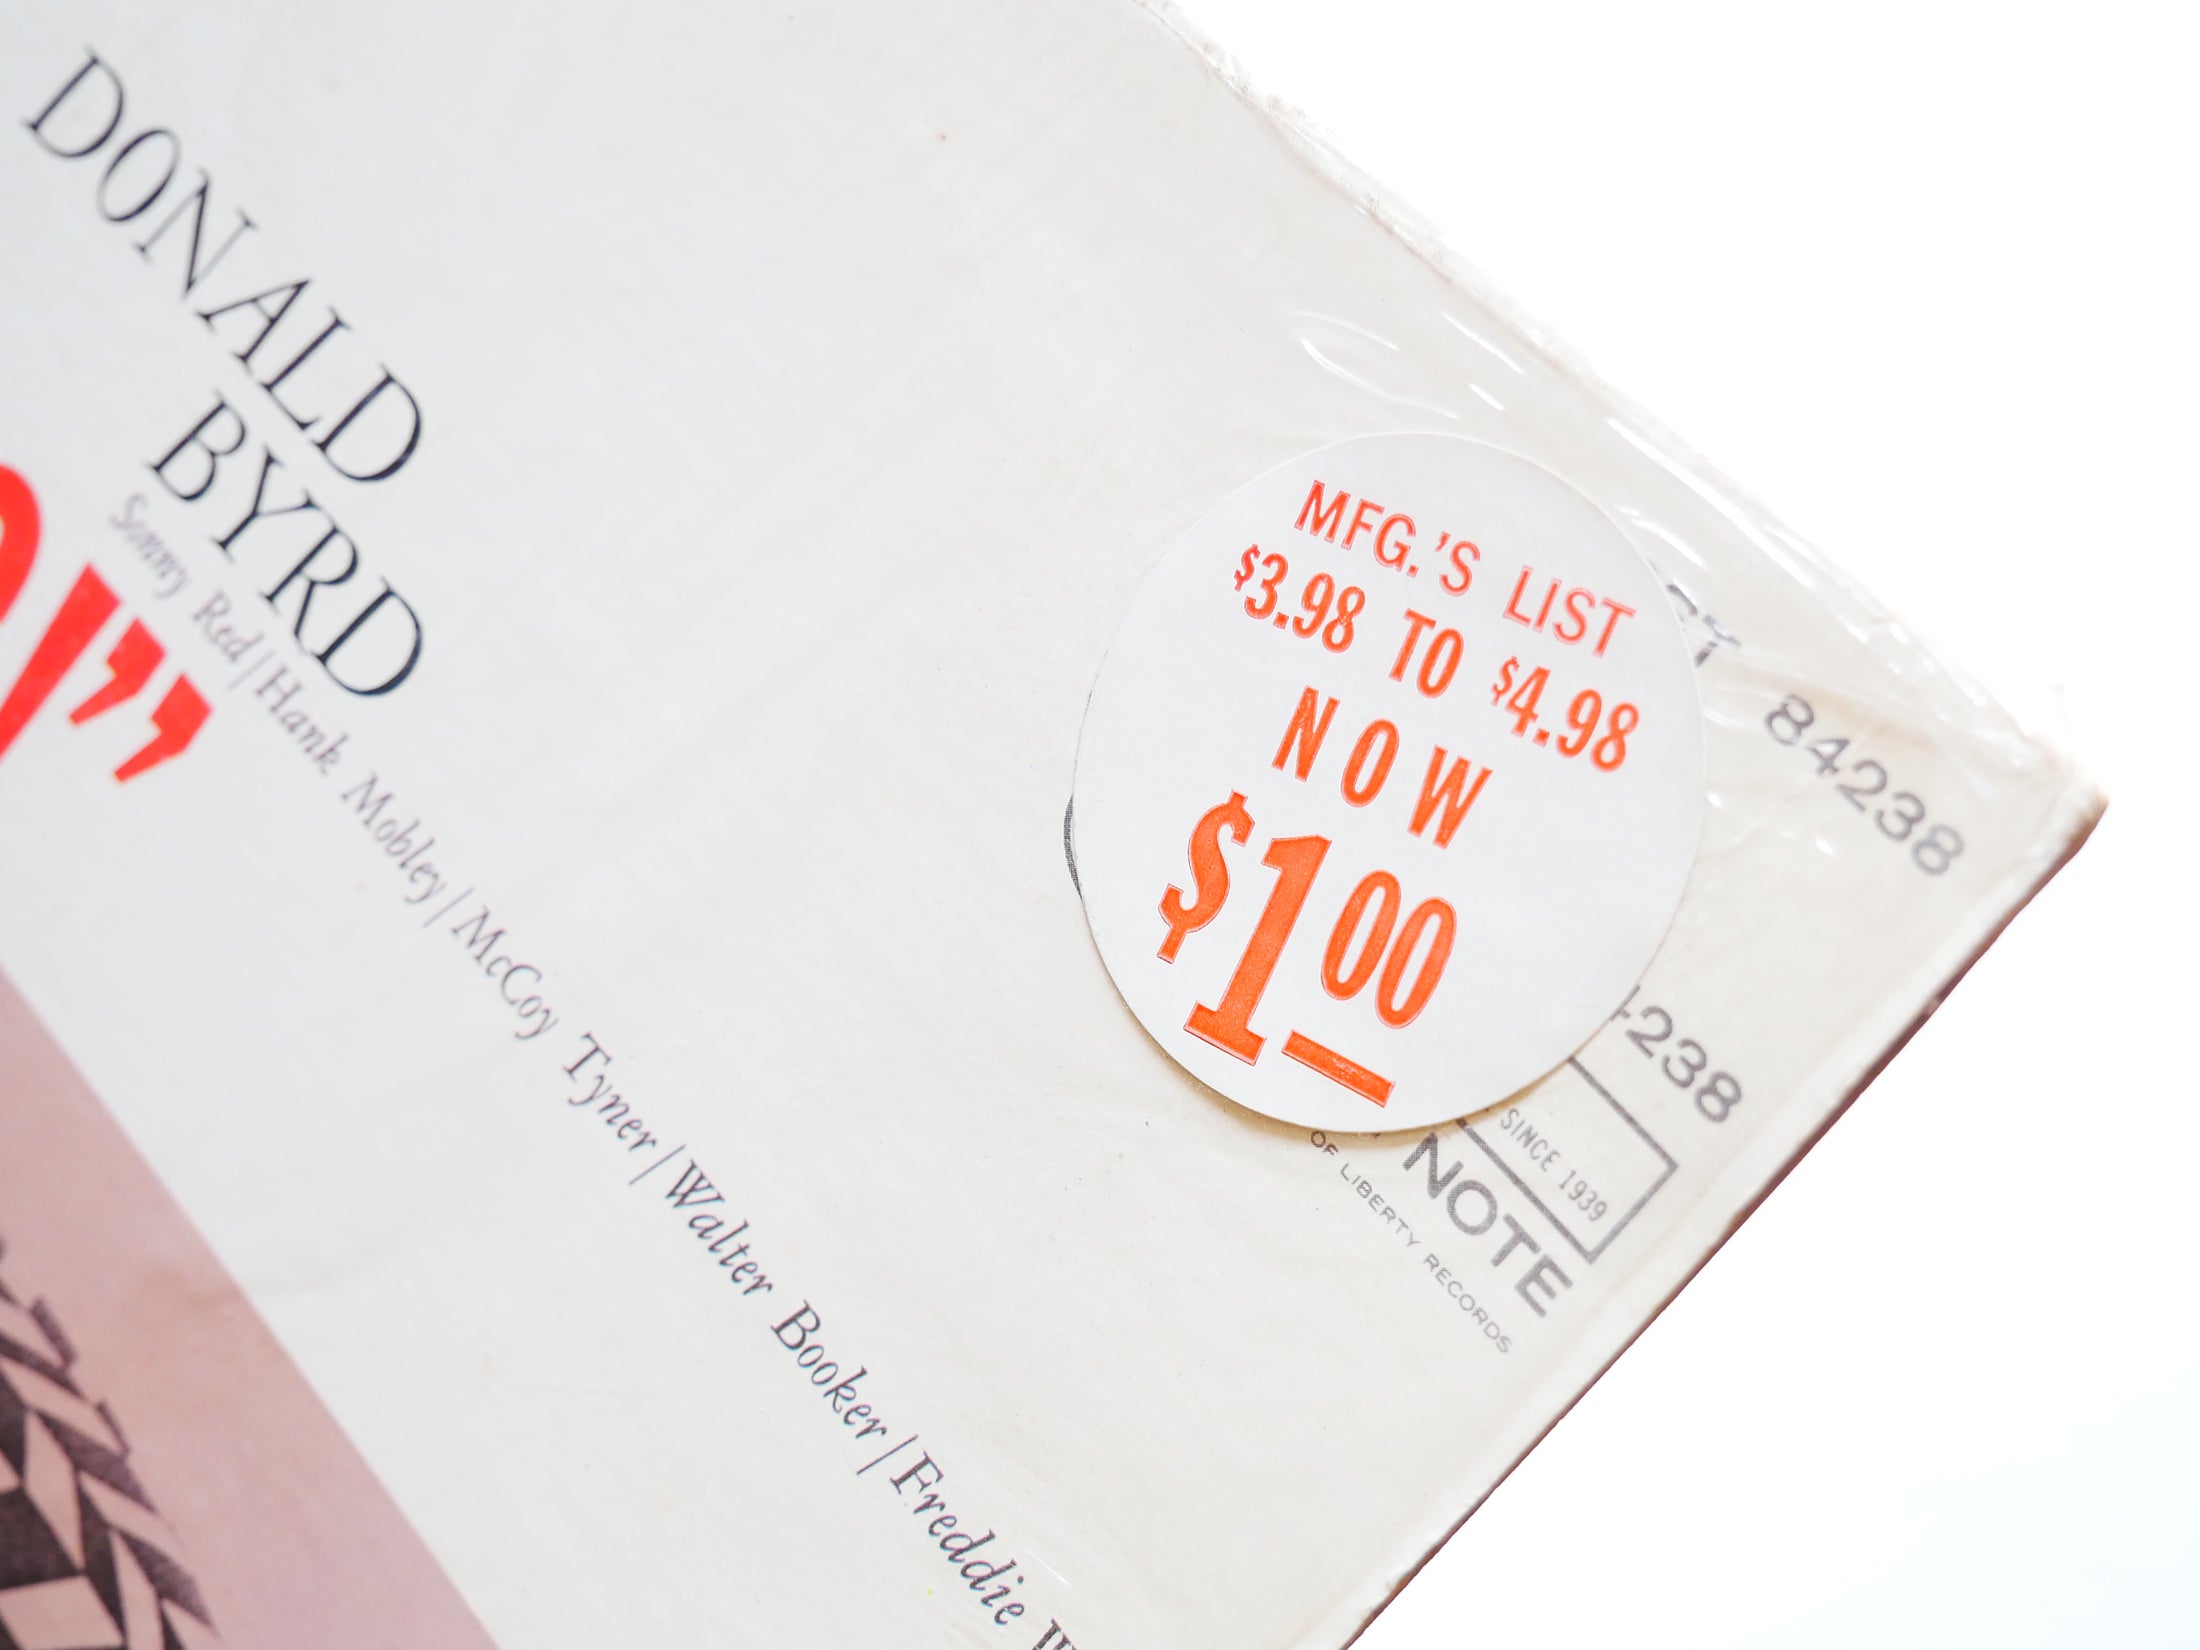 DONALD
BYRD
Sonny Red/Hank Mobley/McCoy Tyner/Walter Booker/Freddie
MFG.'S LIST
$3.98 TO $4.98
NOW
$1.00
84238
SINCE 1939
NOTE
OF LIBERTY RECORDS